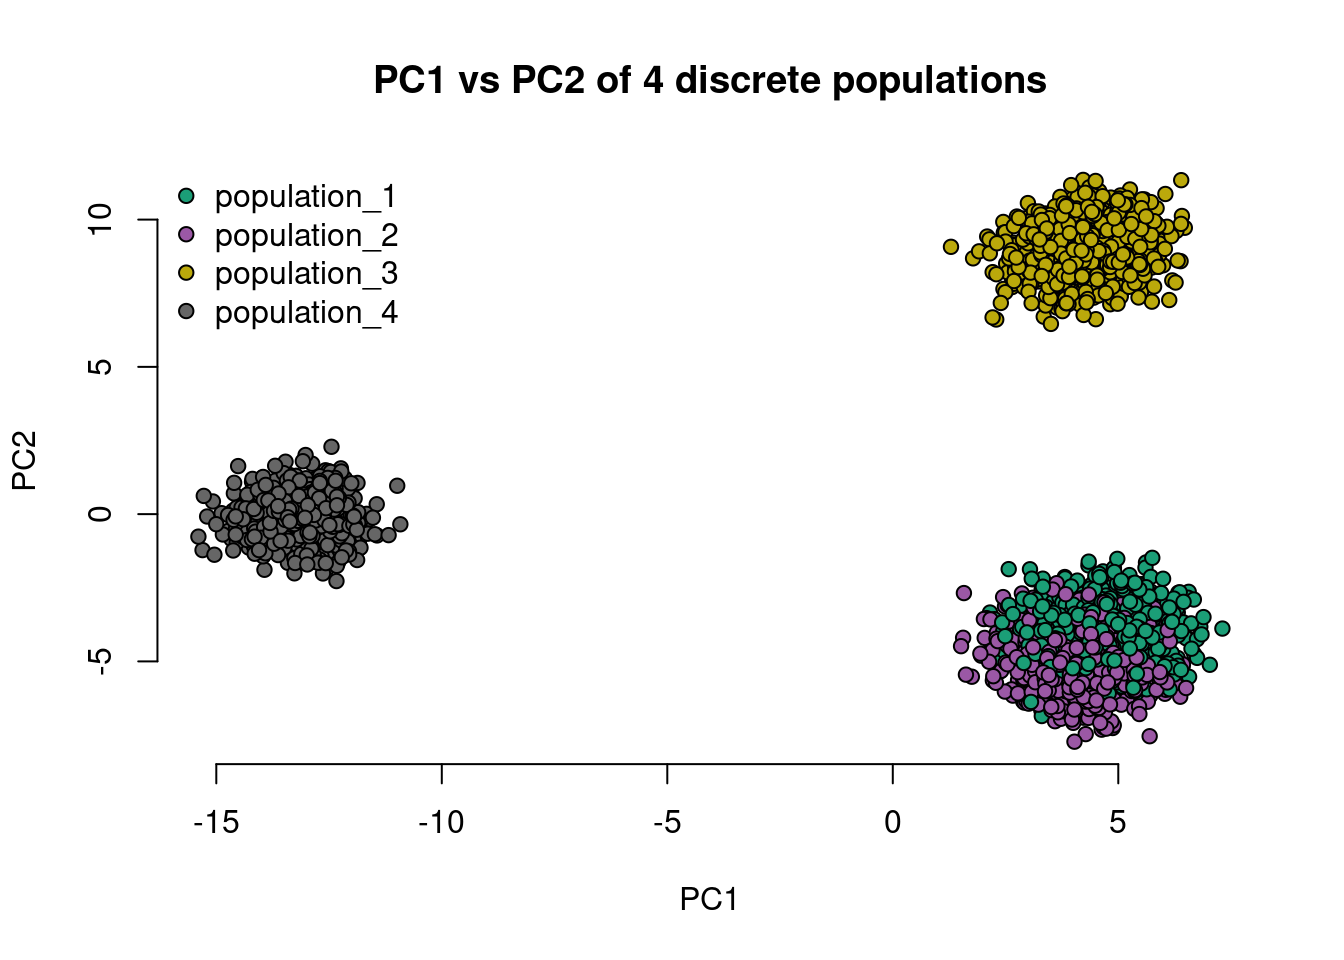 PC1 vs PC2 of 4 discrete populations
population_1
population_2
population_3
population_4
10
5
0
-5
PC2
-15 -10 -5 0 5
PC1